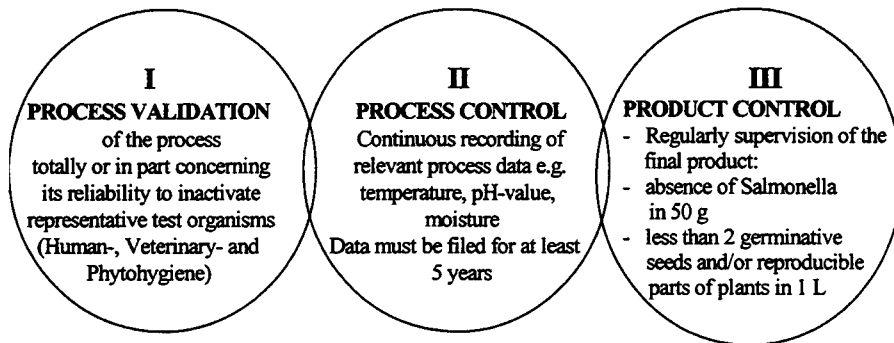 I
PROCESS VALIDATION
of the process
totally or in part concerning
its reliability to inactivate
representative test organisms
(Human-, Veterinary- and
Phytohygiene)
II
PROCESS CONTROL
Continuous recording of
relevant process data e.g.
temperature, pH-value,
moisture
Data must be filed for at least
5 years
III
PRODUCT CONTROL
- Regularly supervision of the
final product:
- absence of Salmonella
in 50 g
- less than 2 germinative
seeds and/or reproducible
parts of plants in 1 L